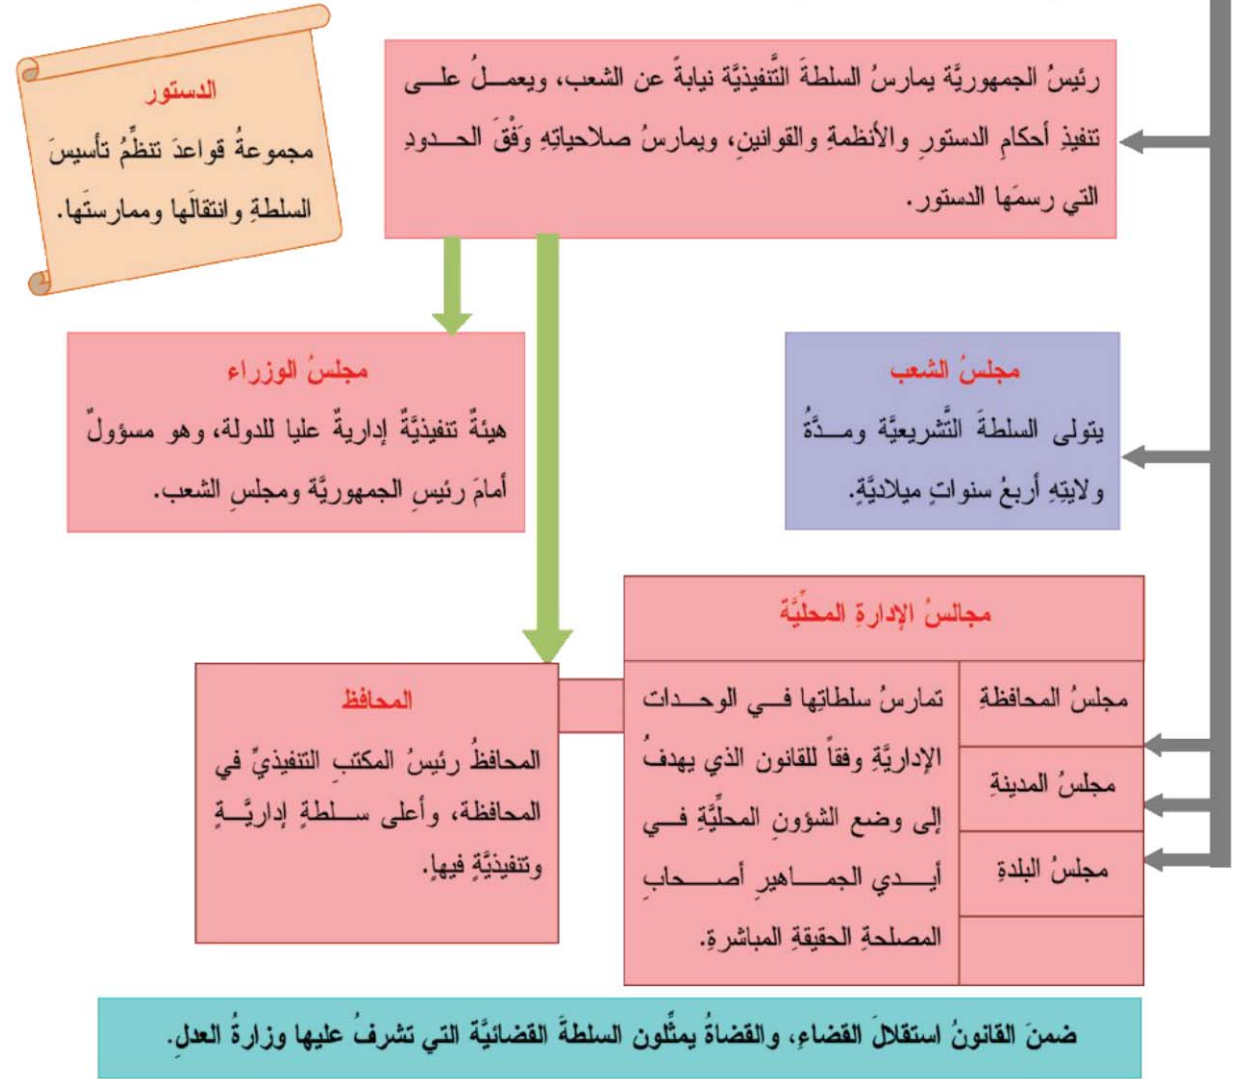 رئيسُ الجمهوريَّة يمارسُ السلطةَ التَّنفيذيَّة نيابةً عن الشعب، ويعمــلُ علــى
تنفيذِ أحكامِ الدستورِ والأنظمةِ والقوانينِ، ويمارسُ صلاحياتِهِ وَفْقَ الحــدودِ
التي رسمَها الدستور.
الدستور
مجموعةُ قواعدَ تنظِّمُ تأسيسَ
السلطةِ وانتقالَها وممارستَها.
مجلسُ الشعب
يتولى السلطةَ التَّشريعيَّة ومــدَّةُ
ولايتِهِ أربعُ سنواتٍ ميلاديَّةٍ.
مجلسُ الوزراء
هيئةٌ تنفيذيَّةٌ إداريةٌ عليا للدولة، وهو مسؤولٌ
أمامَ رئيسِ الجمهوريَّة ومجلسِ الشعب.
مجالسُ الإدارةِ المحلِّيَّة
مجلسُ المحافظةِ
مجلسُ المدينةِ
مجلسُ البلدةِ
تمارسُ سلطاتِها فــي الوحــدات
الإداريَّةِ وفقاً للقانون الذي يهدفُ
إلى وضع الشؤونِ المحلِّيَّةِ فــي
أيــدي الجمــاهيرِ أصــحابِ
المصلحةِ الحقيقةِ المباشرةِ.
المحافظ
المحافظُ رئيسُ المكتبِ التنفيذيِّ في
المحافظة، وأعلى ســلطةٍ إداريَّــةٍ
وتنفيذيَّةٍ فيها.
ضمنَ القانونُ استقلالَ القضاءِ، والقضاةُ يمثِّلون السلطةَ القضائيَّة التي تشرفُ عليها وزارةُ العدلِ.